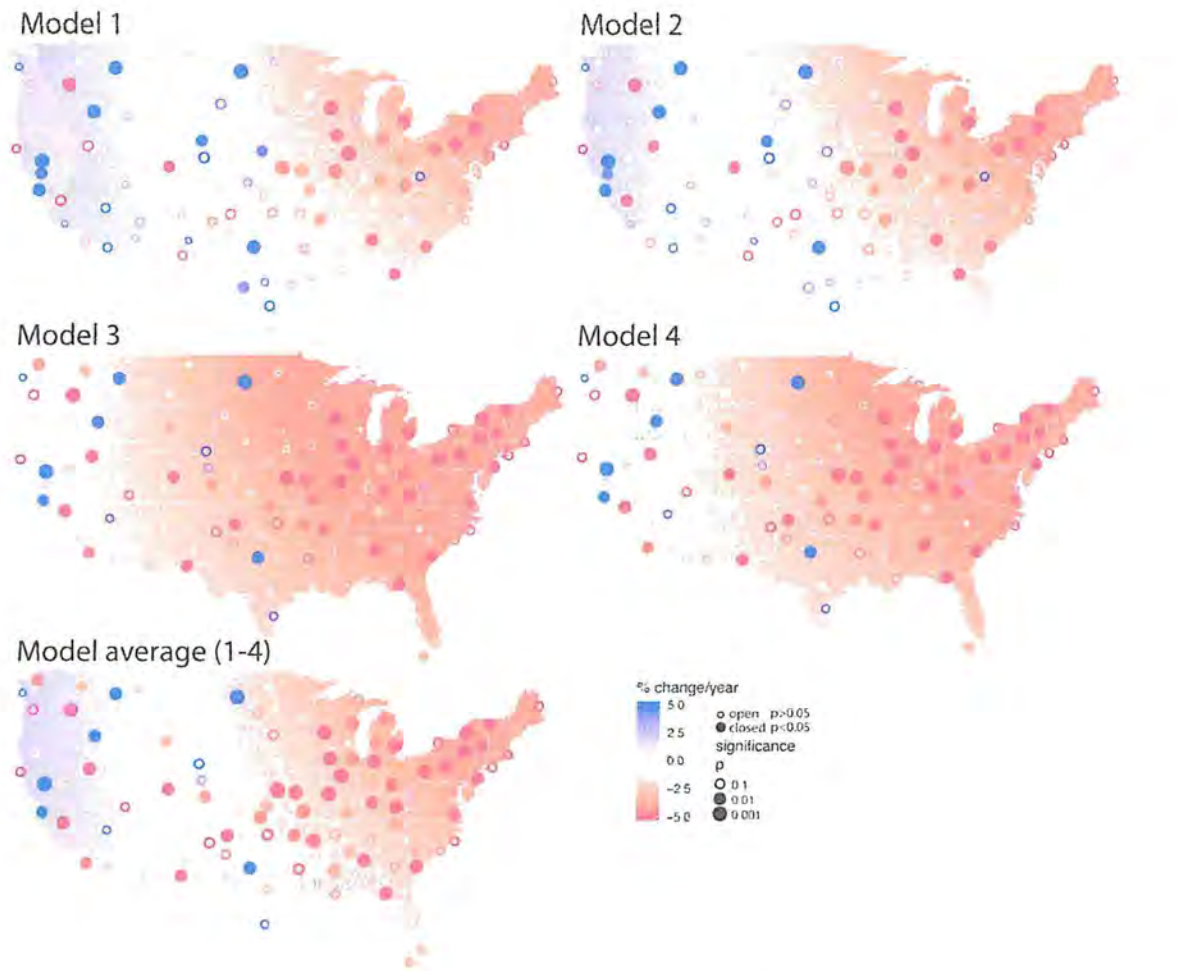 Model 1
Model 2
Model 3
Model 4
Model average (1-4)
% change/year
5.0
2.5
0.0
-2.5
-5.0
open p>0.05
closed p<0.05
significance
p
0.1
0.01
0.001